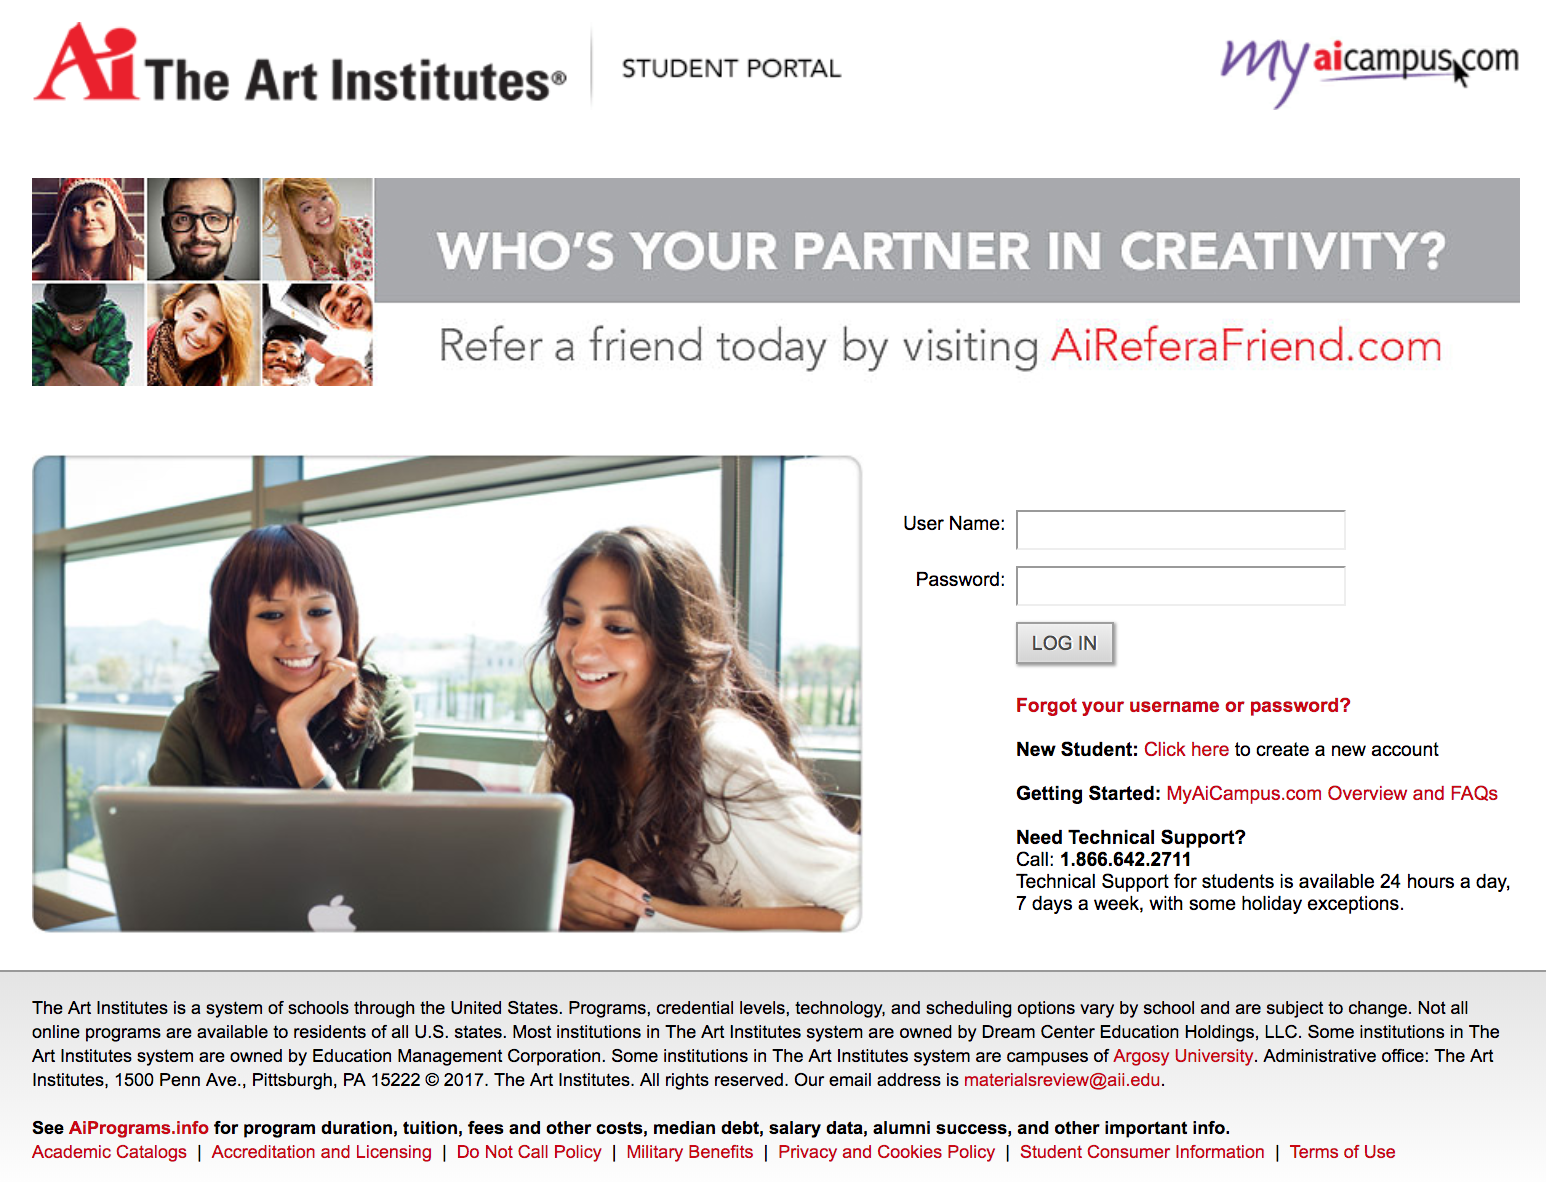 Ai The Art Institutes®
STUDENT PORTAL
my aicampus.com
WHO'S YOUR PARTNER IN CREATIVITY?
Refer a friend today by visiting AiReferaFriend.com
User Name:
Password:
LOG IN
Forgot your username or password?
New Student: Click here to create a new account
Getting Started: MyAiCampus.com Overview and FAQs
Need Technical Support?
Call: 1.866.642.2711
Technical Support for students is available 24 hours a day,
7 days a week, with some holiday exceptions.
The Art Institutes is a system of schools through the United States. Programs, credential levels, technology, and scheduling options vary by school and are subject to change. Not all
online programs are available to residents of all U.S. states. Most institutions in The Art Institutes system are owned by Dream Center Education Holdings, LLC. Some institutions in The
Art Institutes system are owned by Education Management Corporation. Some institutions in The Art Institutes system are campuses of Argosy University. Administrative office: The Art
Institutes, 1500 Penn Ave., Pittsburgh, PA 15222 © 2017. The Art Institutes. All rights reserved. Our email address is materialsreview@aii.edu.
See AiPrograms.info for program duration, tuition, fees and other costs, median debt, salary data, alumni success, and other important info.
Academic Catalogs | Accreditation and Licensing | Do Not Call Policy | Military Benefits | Privacy and Cookies Policy | Student Consumer Information | Terms of Use